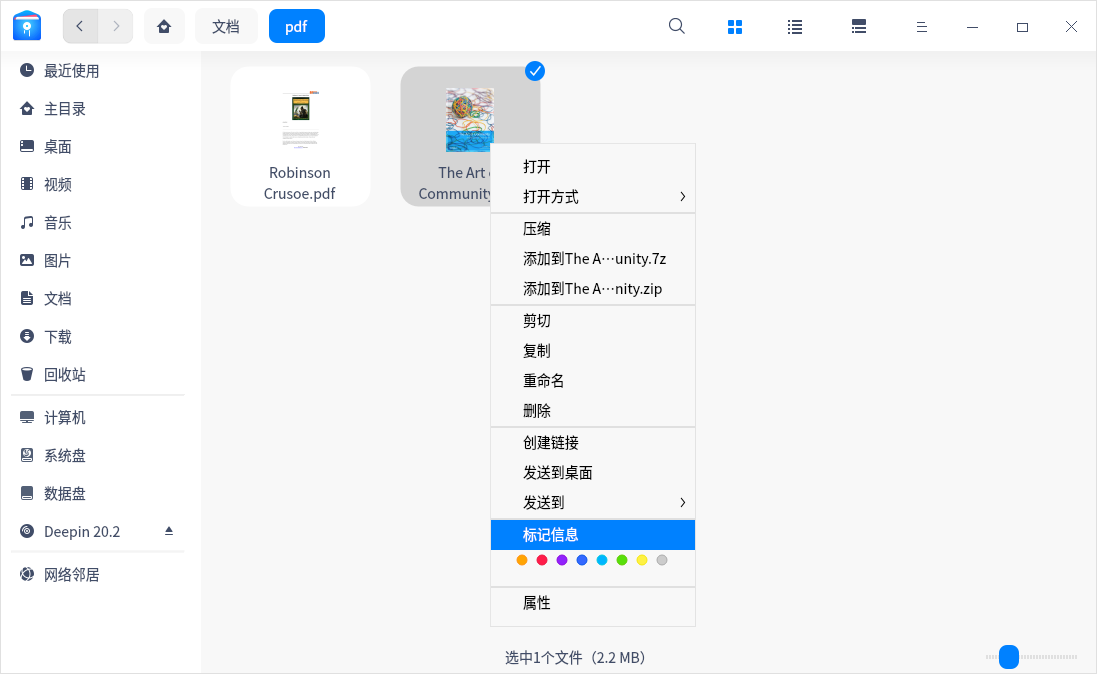 文档
pdf
最近使用
主目录
桌面
视频
音乐
图片
文档
下载
回收站
计算机
系统盘
数据盘
Deepin 20.2
网络邻居
Robinson
Crusoe.pdf
The Art
Community
打开
打开方式
压缩
添加到The A···unity.7z
添加到The A···nity.zip
剪切
复制
重命名
删除
创建链接
发送到桌面
发送到
标记信息
属性
选中1个文件（2.2 MB）